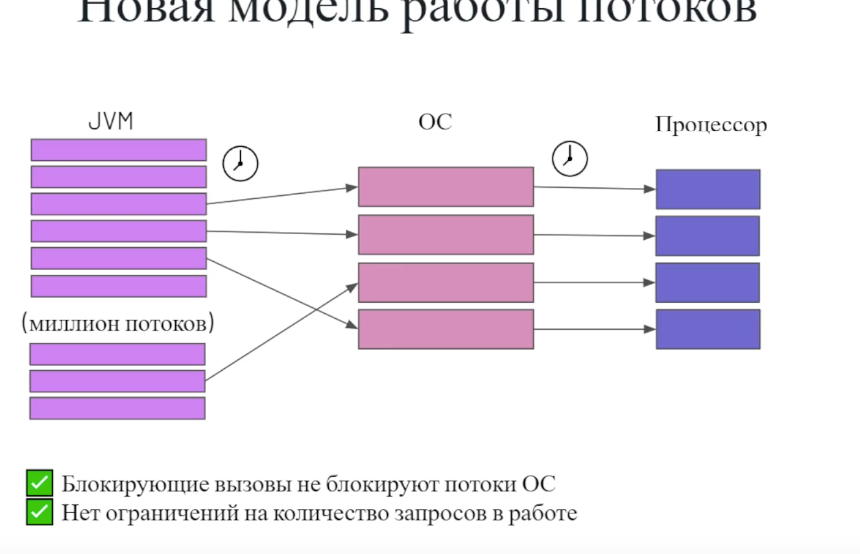 Новая модель работы потоков
JVM
ОС
Процессор
(миллион потоков)
Блокирующие вызовы не блокируют потоки ОС
Нет ограничений на количество запросов в работе